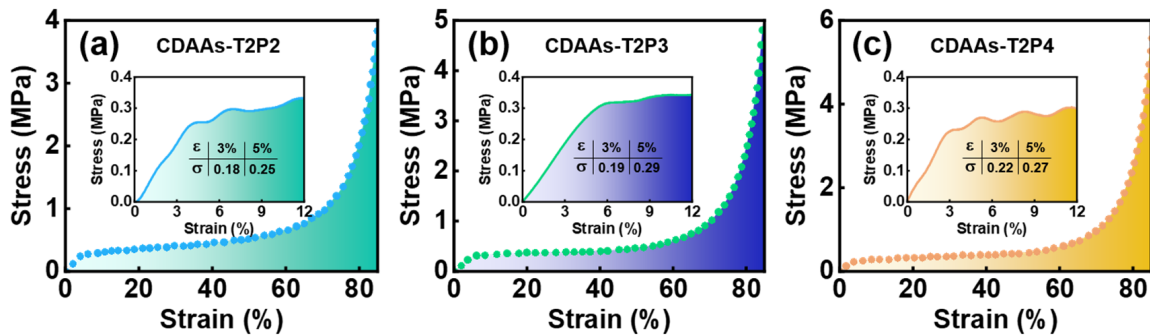 (a) CDAAs-T2P2
Stress (MPa)
4
3
2
1
0
0 20 40 60 80
Strain (%)
Stress (MPa)
0.4
0.3
0.2
0.1
0.0
ε 3% 5%
σ 0.18 0.25
3 6 9 12
Strain (%)
(b) CDAAs-T2P3
Stress (MPa)
5
4
3
2
1
0
0 20 40 60 80
Strain (%)
Stress (MPa)
0.4
0.3
0.2
0.1
0.0
ε 3% 5%
σ 0.19 0.29
3 6 9 12
Strain (%)
(c) CDAAs-T2P4
Stress (MPa)
6
4
2
0
0 20 40 60 80
Strain (%)
Stress (MPa)
0.4
0.3
0.2
0.1
0.0
ε 3% 5%
σ 0.22 0.27
3 6 9 12
Strain (%)